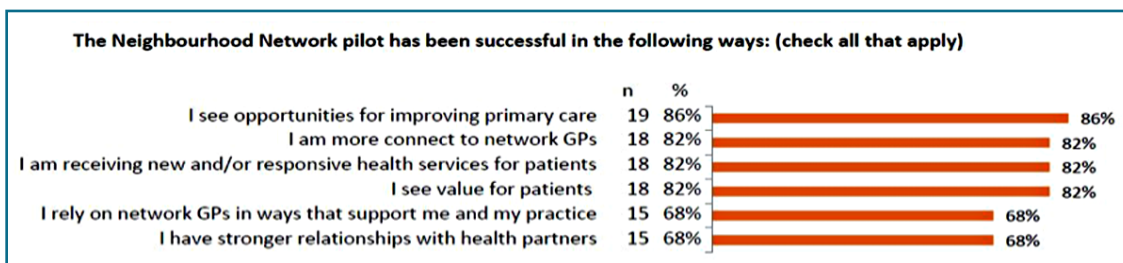 The Neighbourhood Network pilot has been successful in the following ways: (check all that apply)
n %
I see opportunities for improving primary care 19 86% 86%
I am more connect to network GPs 18 82% 82%
I am receiving new and/or responsive health services for patients 18 82% 82%
I see value for patients 18 82% 82%
I rely on network GPs in ways that support me and my practice 15 68% 68%
I have stronger relationships with health partners 15 68% 68%